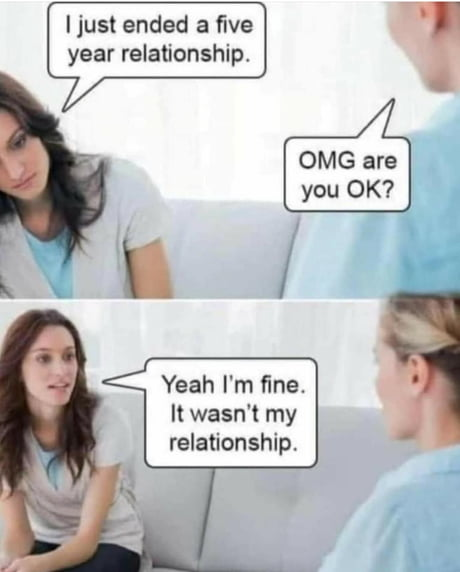 I just ended a five
year relationship.
OMG are
you OK?
Yeah I'm fine.
It wasn't my
relationship.